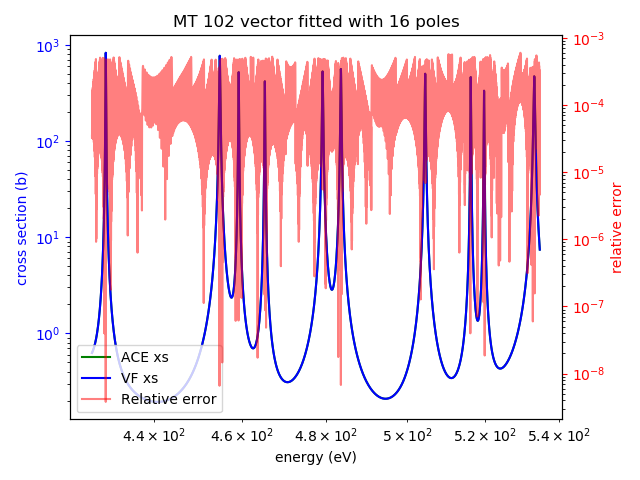 MT 102 vector fitted with 16 poles
10³
10²
10¹
10⁰
cross section (b)
10⁻³
10⁻⁴
10⁻⁵
10⁻⁶
10⁻⁷
10⁻⁸
relative error
ACE xs
VF xs
Relative error
4.4 × 10² 4.6 × 10² 4.8 × 10² 5 × 10² 5.2 × 10² 5.4 × 10²
energy (eV)